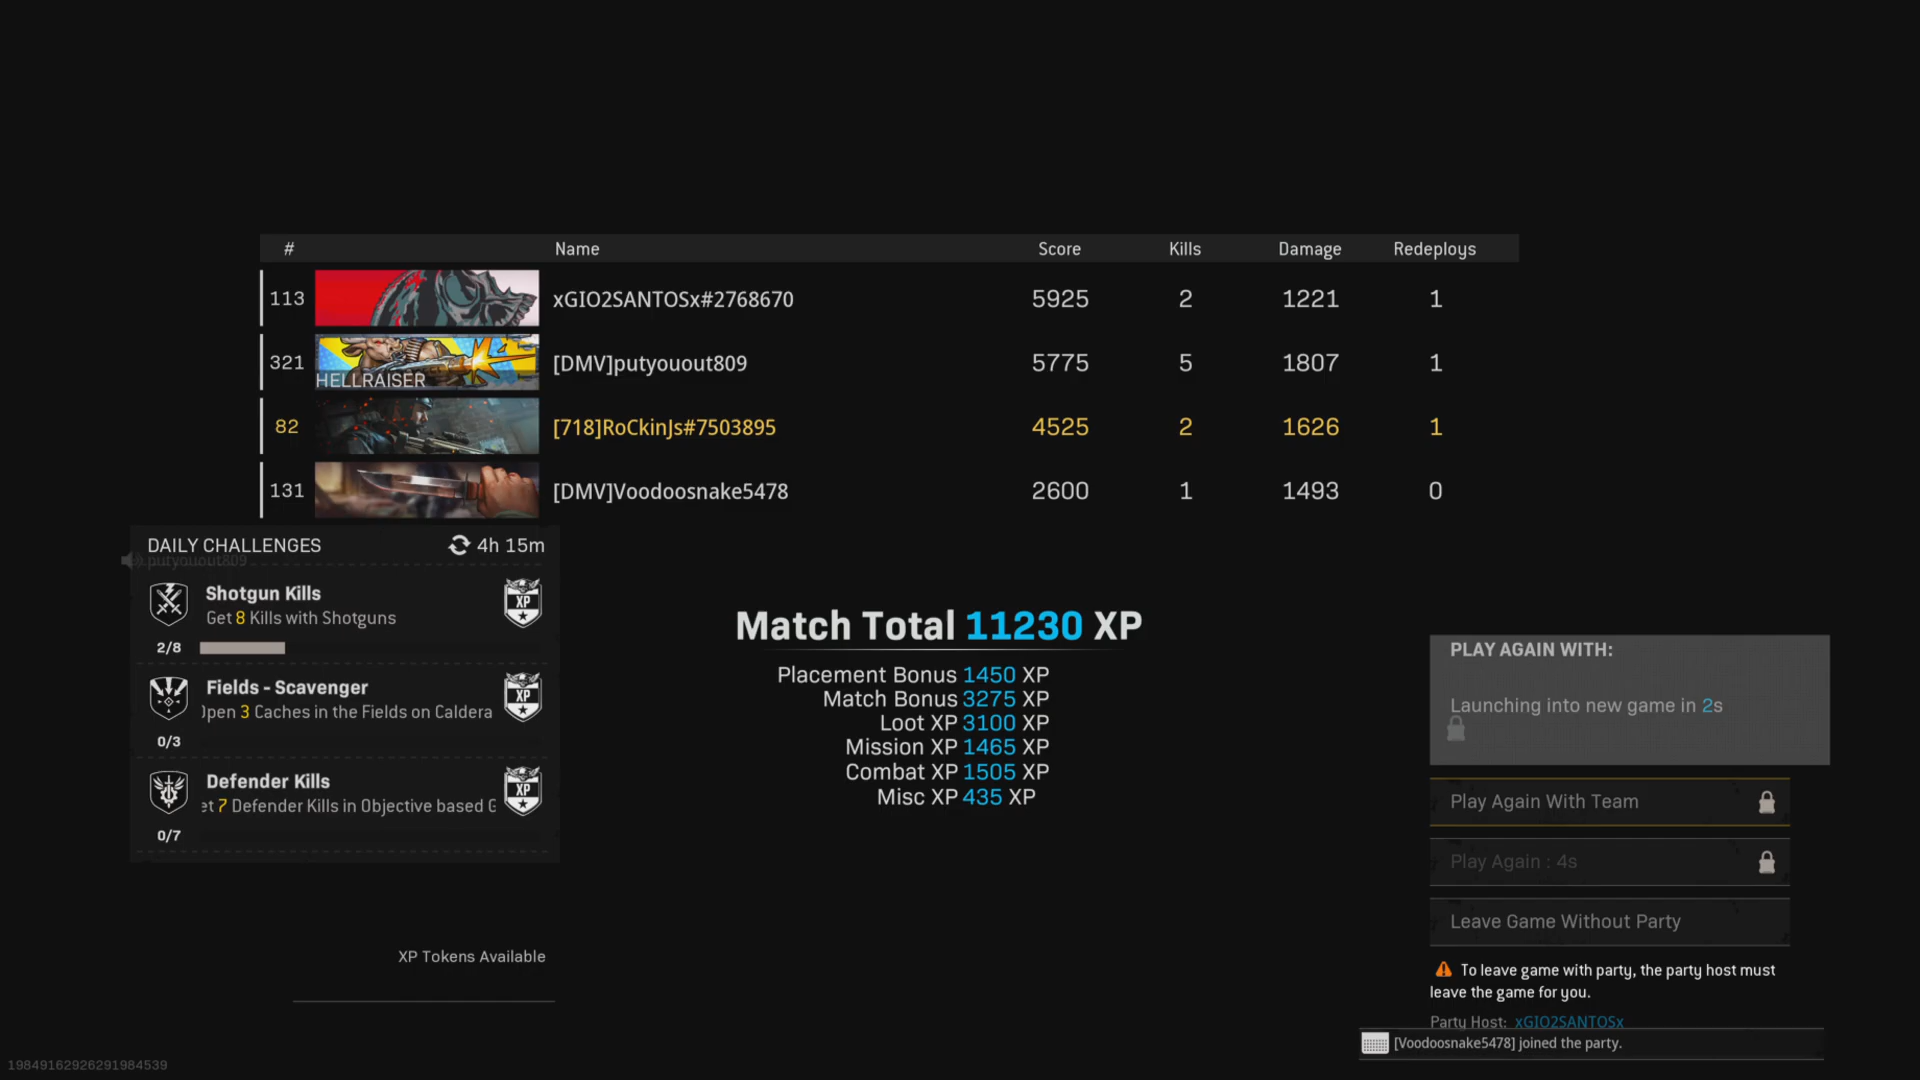 # Name Score Kills Damage Redeploys
113 xGIO2SANTOSx#2768670 5925 2 1221 1
321 HELLRAISER [DMV]putyouout809 5775 5 1807 1
82 [718]RoCkinJs#7503895 4525 2 1626 1
131 [DMV]Voodoosnake5478 2600 1 1493 0
DAILY CHALLENGES 4h 15m
putyouout809
Shotgun Kills
Get 8 Kills with Shotguns
XP
2/8
Fields - Scavenger
Open 3 Caches in the Fields on Caldera
XP
0/3
Defender Kills
et 7 Defender Kills in Objective based G
XP
0/7
XP Tokens Available
Match Total 11230 XP
Placement Bonus 1450 XP
Match Bonus 3275 XP
Loot XP 3100 XP
Mission XP 1465 XP
Combat XP 1505 XP
Misc XP 435 XP
PLAY AGAIN WITH:
Launching into new game in 2s
Play Again With Team
Play Again : 4s
Leave Game Without Party
To leave game with party, the party host must
leave the game for you.
Party Host: xGIO2SANTOSx
[Voodoosnake5478] joined the party.
19849162926291984539